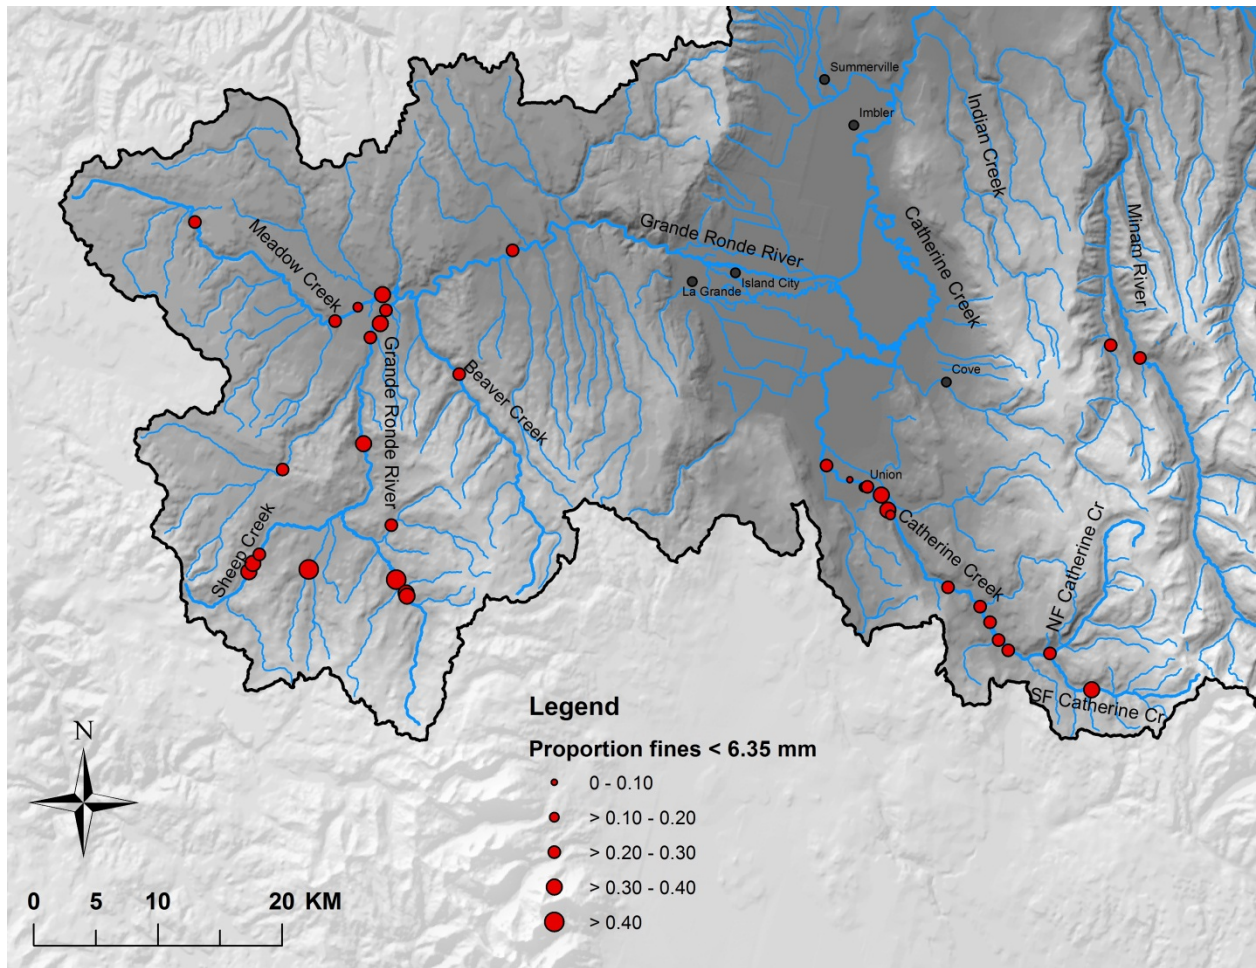 Summerville
Imbler
Indian Creek
Minam River
Catherine Creek
Grande Ronde River
Island City
La Grande
Meadow Creek
Grande Ronde River
Beaver Creek
Cove
Union
Sheep Creek
Catherine Creek
NF Catherine Cr
SF Catherine Cr
Legend
Proportion fines < 6.35 mm
0 - 0.10
> 0.10 - 0.20
> 0.20 - 0.30
> 0.30 - 0.40
> 0.40
N
0 5 10 20 KM